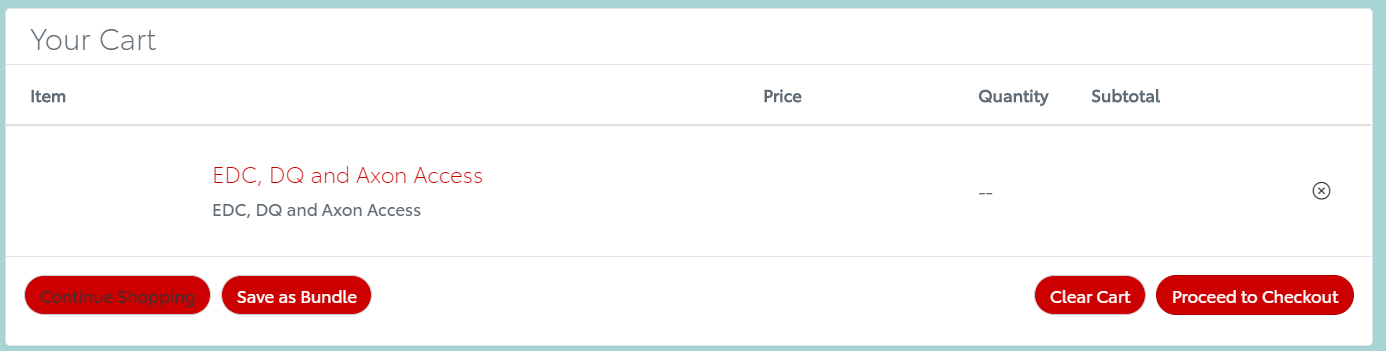 Your Cart
Item Price Quantity Subtotal
EDC, DQ and Axon Access
EDC, DQ and Axon Access
--
Continue Shopping Save as Bundle Clear Cart Proceed to Checkout